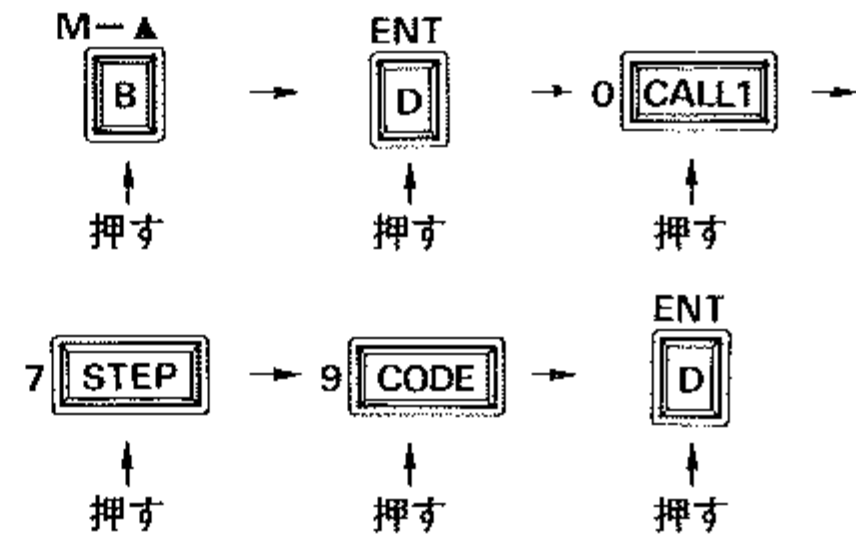 M－▲ ENT
B → D → 0 CALL1 →
↑ ↑ ↑
押す 押す 押す
ENT
7 STEP → 9 CODE → D
↑ ↑ ↑
押す 押す 押す